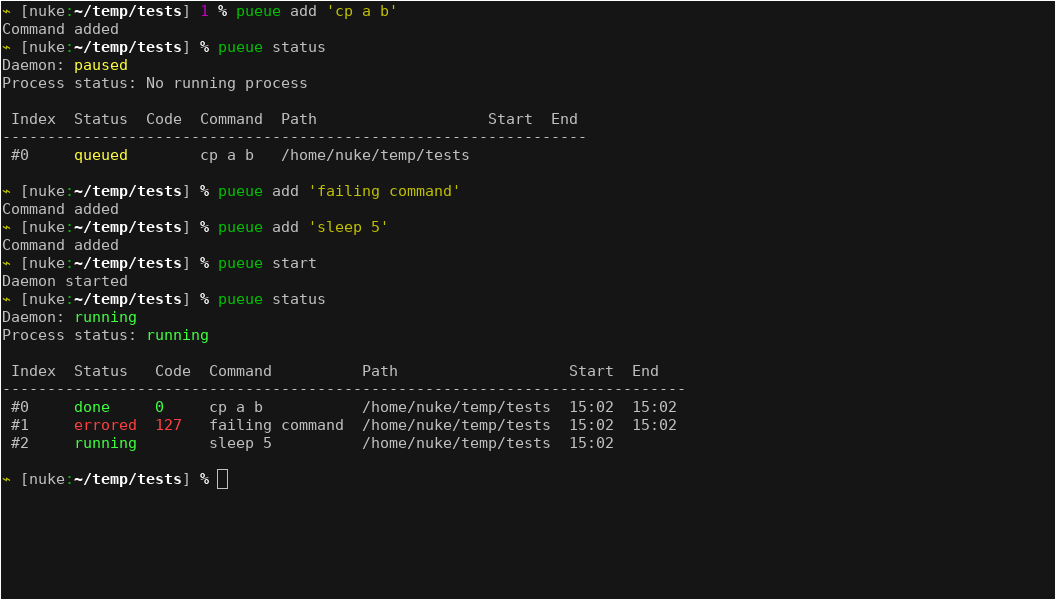 ⌁ [nuke:~/temp/tests] 1 % pueue add 'cp a b'
Command added
⌁ [nuke:~/temp/tests] % pueue status
Daemon: paused
Process status: No running process

 Index  Status  Code  Command  Path                   Start  End
-----------------------------------------------------------------
 #0     queued        cp a b   /home/nuke/temp/tests

⌁ [nuke:~/temp/tests] % pueue add 'failing command'
Command added
⌁ [nuke:~/temp/tests] % pueue add 'sleep 5'
Command added
⌁ [nuke:~/temp/tests] % pueue start
Daemon started
⌁ [nuke:~/temp/tests] % pueue status
Daemon: running
Process status: running

 Index  Status   Code  Command          Path                   Start  End
----------------------------------------------------------------------------
 #0     done     0     cp a b           /home/nuke/temp/tests  15:02  15:02
 #1     errored  127   failing command  /home/nuke/temp/tests  15:02  15:02
 #2     running        sleep 5          /home/nuke/temp/tests  15:02

⌁ [nuke:~/temp/tests] %